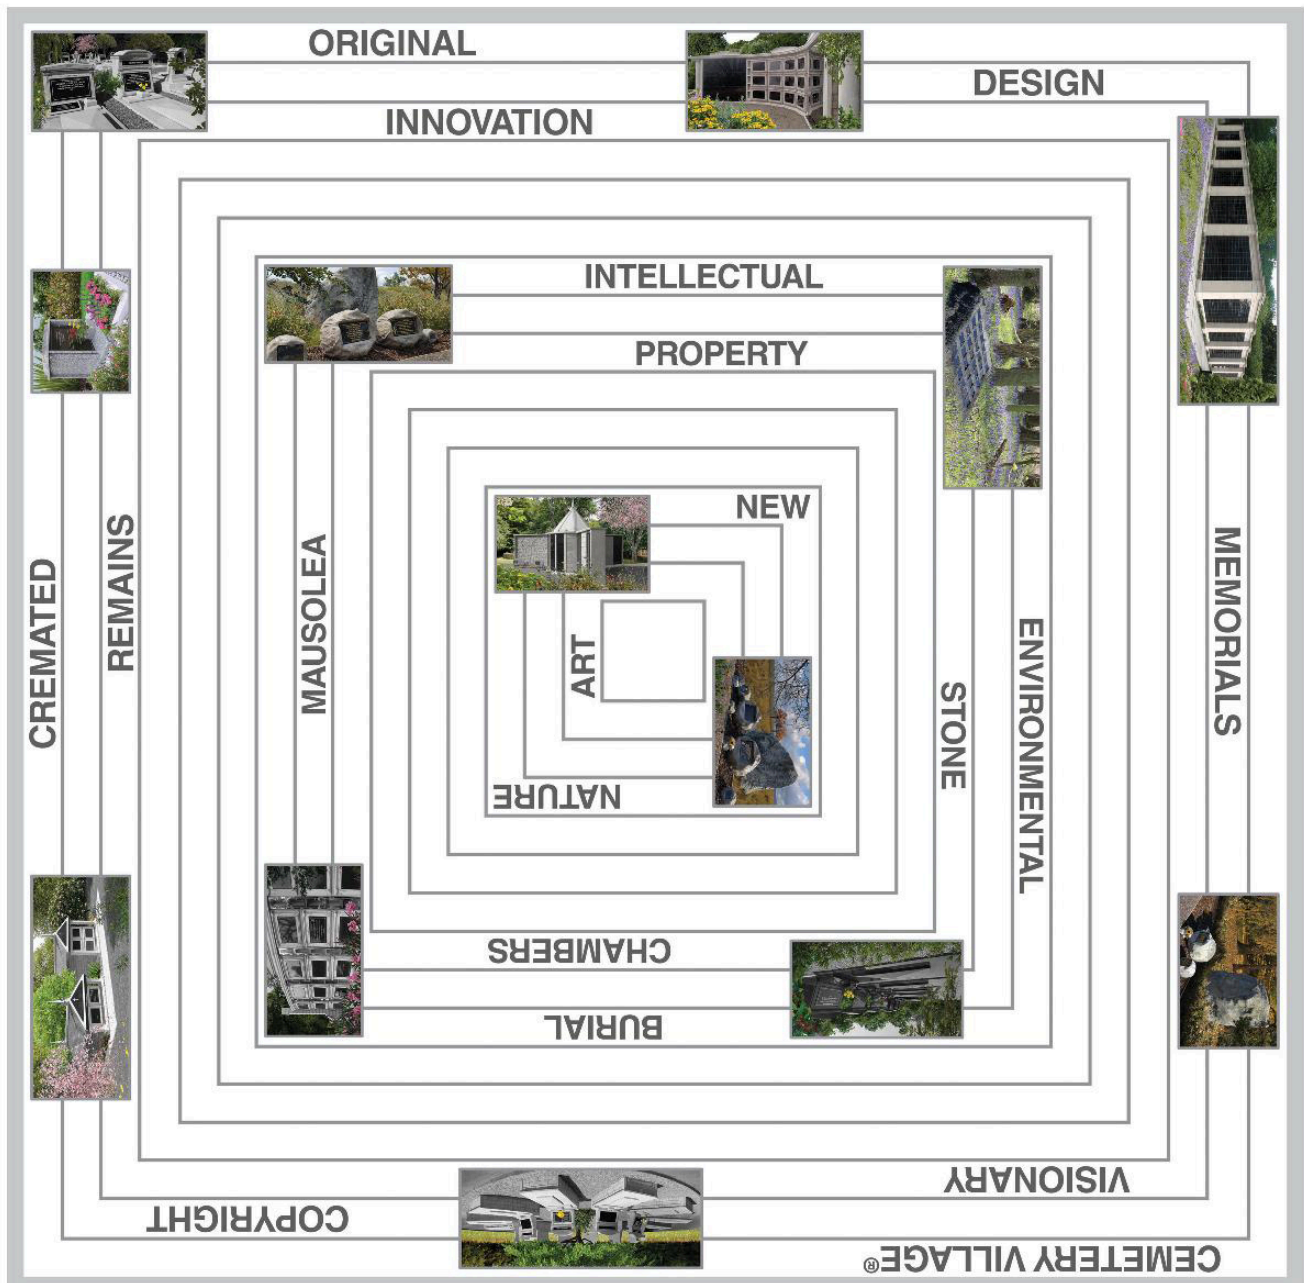 ORIGINAL
DESIGN
INNOVATION
MEMORIALS
CEMETERY VILLAGE®
VISIONARY
COPYRIGHT
CREMATED
REMAINS
INTELLECTUAL
PROPERTY
ENVIRONMENTAL
STONE
BURIAL
CHAMBERS
MAUSOLEA
NEW
NATURE
ART